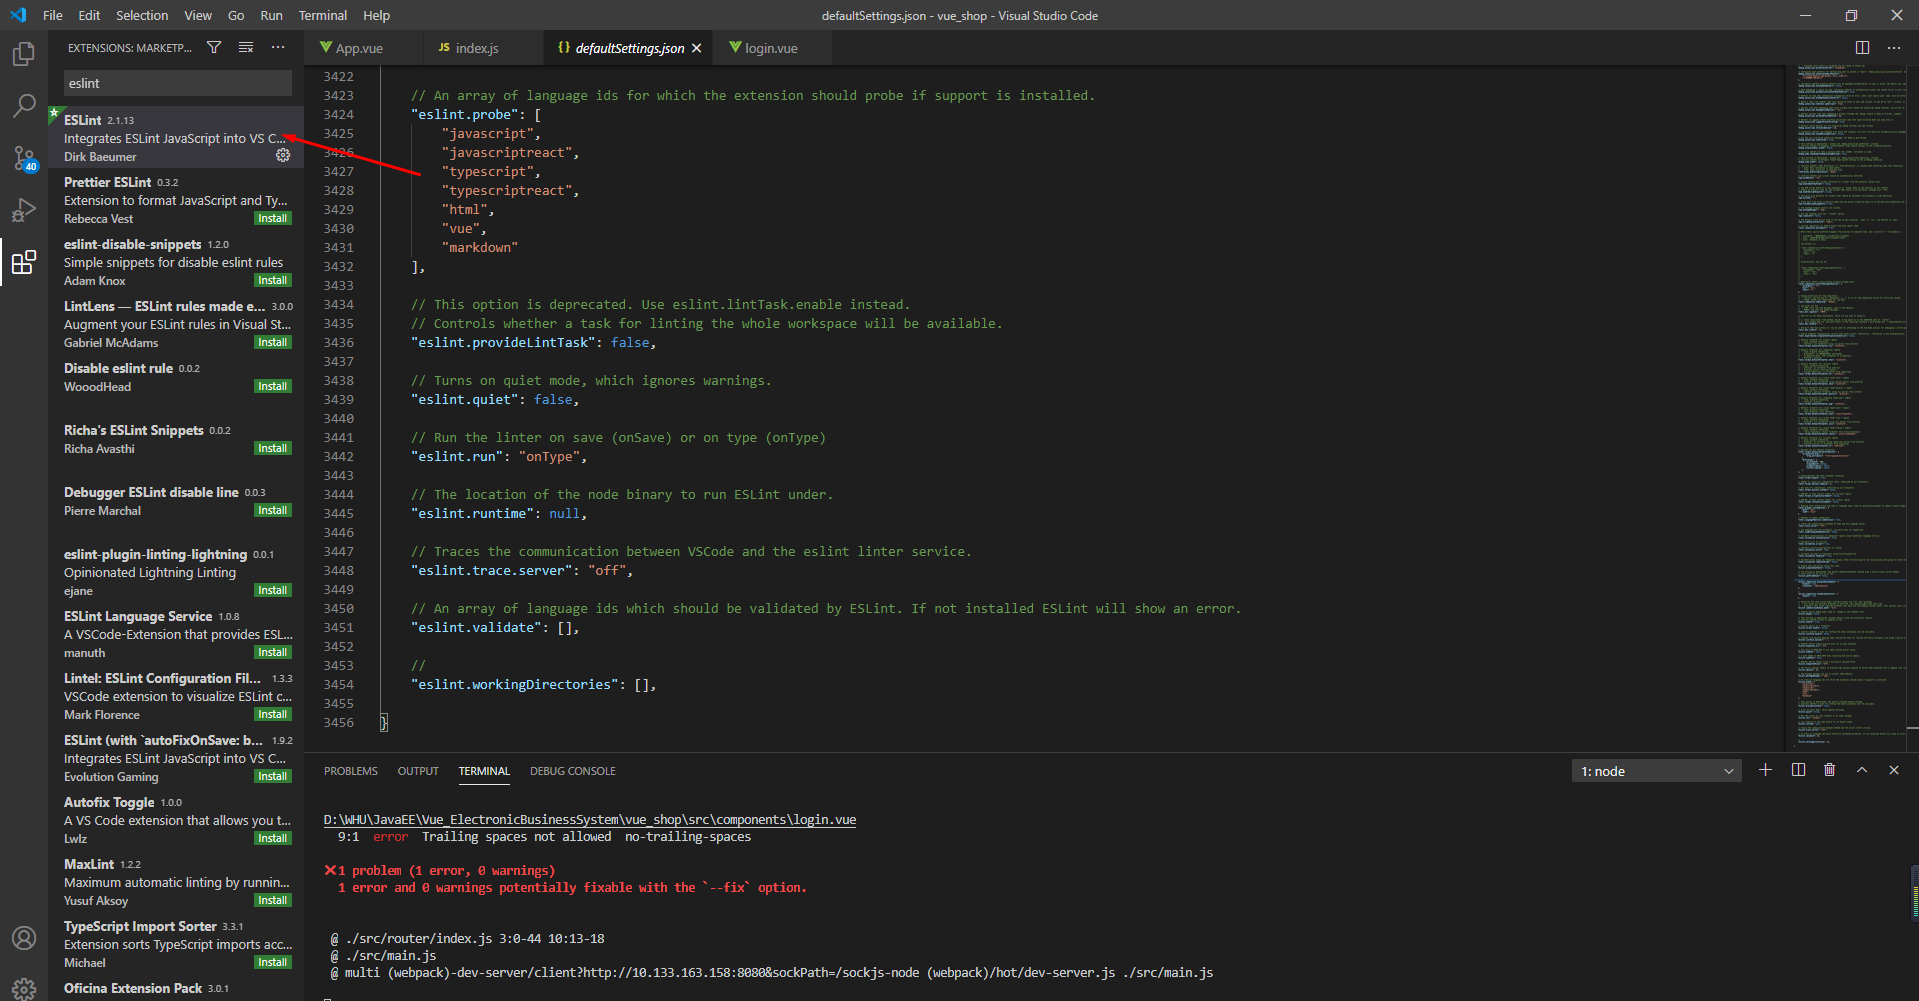 File Edit Selection View Go Run Terminal Help
defaultSettings.json - vue_shop - Visual Studio Code
EXTENSIONS: MARKETP...
eslint
40
ESLint 2.1.13
Integrates ESLint JavaScript into VS C...
Dirk Baeumer
Prettier ESLint 0.3.2
Extension to format JavaScript and Ty...
Rebecca Vest Install
eslint-disable-snippets 1.2.0
Simple snippets for disable eslint rules
Adam Knox Install
LintLens — ESLint rules made e... 3.0.0
Augment your ESLint rules in Visual St...
Gabriel McAdams Install
Disable eslint rule 0.0.2
WooodHead Install
Richa's ESLint Snippets 0.0.2
Richa Avasthi Install
Debugger ESLint disable line 0.0.3
Pierre Marchal Install
eslint-plugin-linting-lightning 0.0.1
Opinionated Lightning Linting
ejane Install
ESLint Language Service 1.0.8
A VSCode-Extension that provides ESL...
manuth Install
Lintel: ESLint Configuration Fil... 1.3.3
VSCode extension to visualize ESLint c...
Mark Florence Install
ESLint (with `autoFixOnSave: b... 1.9.2
Integrates ESLint JavaScript into VS C...
Evolution Gaming Install
Autofix Toggle 1.0.0
A VS Code extension that allows you t...
Lwlz Install
MaxLint 1.2.2
Maximum automatic linting by runnin...
Yusuf Aksoy Install
TypeScript Import Sorter 3.3.1
Extension sorts TypeScript imports acc...
Michael Install
Oficina Extension Pack 3.0.1
App.vue
JS index.js
{} defaultSettings.json
login.vue
3422
3423 // An array of language ids for which the extension should probe if support is installed.
3424 "eslint.probe": [
3425 "javascript",
3426 "javascriptreact",
3427 "typescript",
3428 "typescriptreact",
3429 "html",
3430 "vue",
3431 "markdown"
3432 ],
3433
3434 // This option is deprecated. Use eslint.lintTask.enable instead.
3435 // Controls whether a task for linting the whole workspace will be available.
3436 "eslint.provideLintTask": false,
3437
3438 // Turns on quiet mode, which ignores warnings.
3439 "eslint.quiet": false,
3440
3441 // Run the linter on save (onSave) or on type (onType)
3442 "eslint.run": "onType",
3443
3444 // The location of the node binary to run ESLint under.
3445 "eslint.runtime": null,
3446
3447 // Traces the communication between VSCode and the eslint linter service.
3448 "eslint.trace.server": "off",
3449
3450 // An array of language ids which should be validated by ESLint. If not installed ESLint will show an error.
3451 "eslint.validate": [],
3452
3453 //
3454 "eslint.workingDirectories": [],
3455
3456 }
PROBLEMS OUTPUT TERMINAL DEBUG CONSOLE
1: node
D:\WHU\JavaEE\Vue_ElectronicBusinessSystem\vue_shop\src\components\login.vue
9:1 error Trailing spaces not allowed no-trailing-spaces
1 problem (1 error, 0 warnings)
1 error and 0 warnings potentially fixable with the `--fix` option.
@ ./src/router/index.js 3:0-44 10:13-18
@ ./src/main.js
@ multi (webpack)-dev-server/client?http://10.133.163.158:8080&sockPath=/sockjs-node (webpack)/hot/dev-server.js ./src/main.js